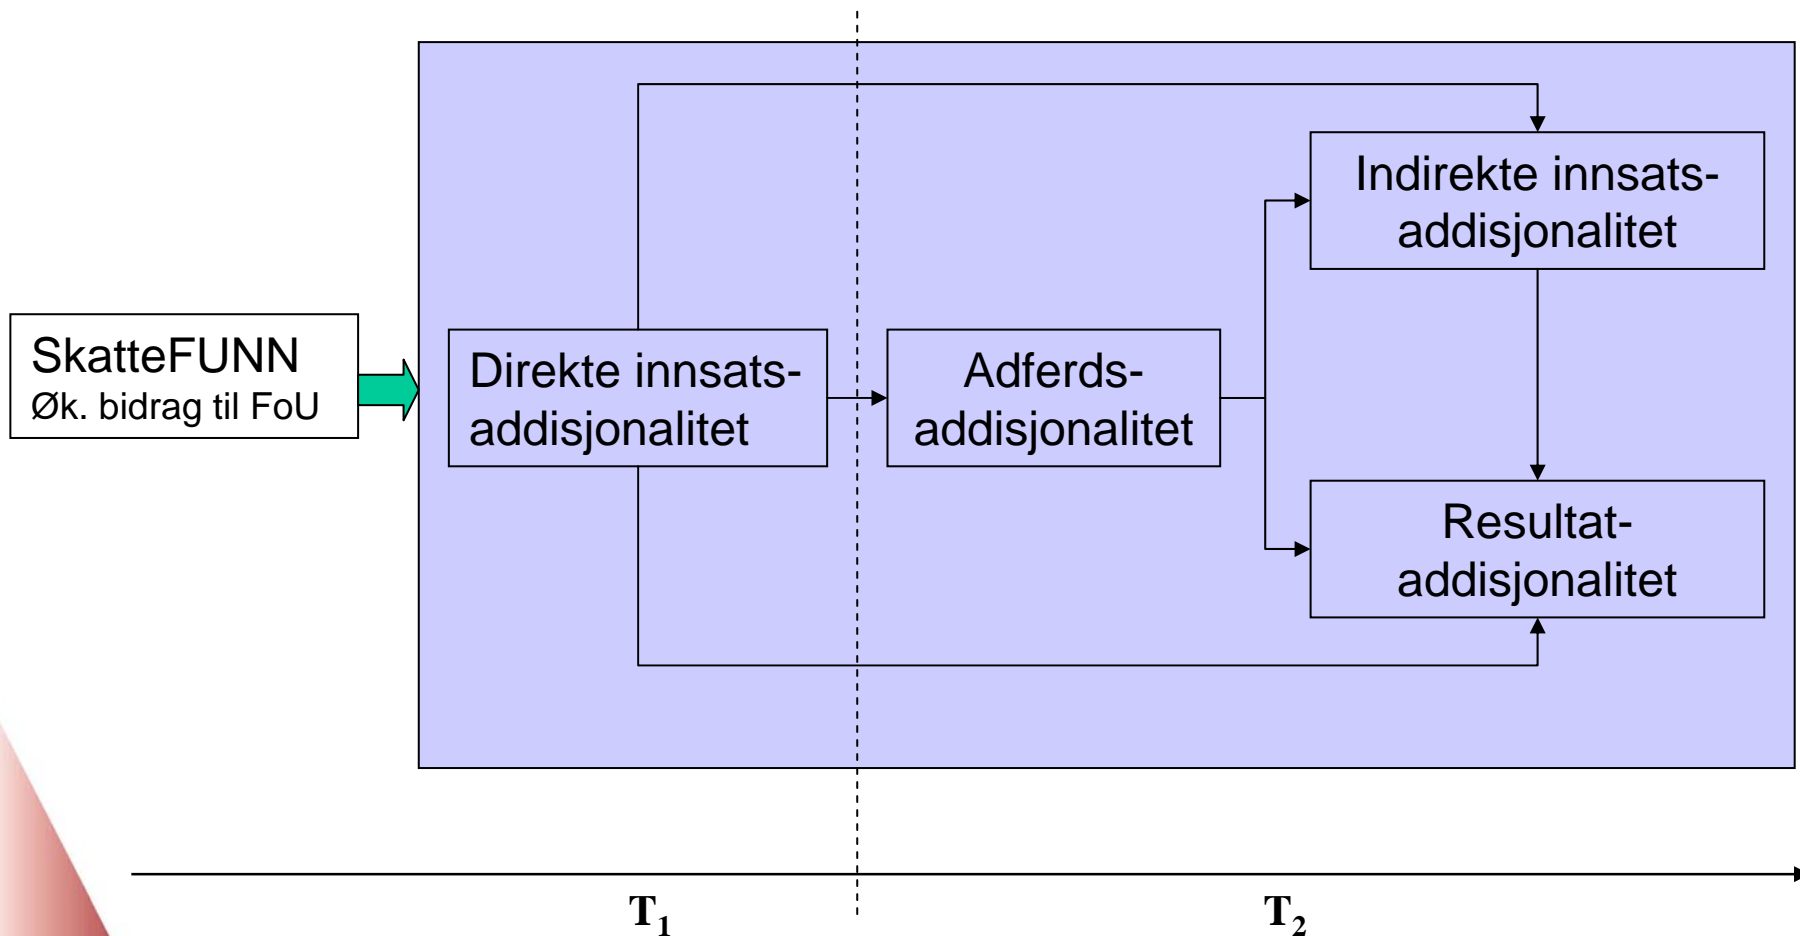 SkatteFUNN
Øk. bidrag til FoU
Direkte innsats-
addisjonalitet
Adferds-
addisjonalitet
Indirekte innsats-
addisjonalitet
Resultat-
addisjonalitet
T₁
T₂